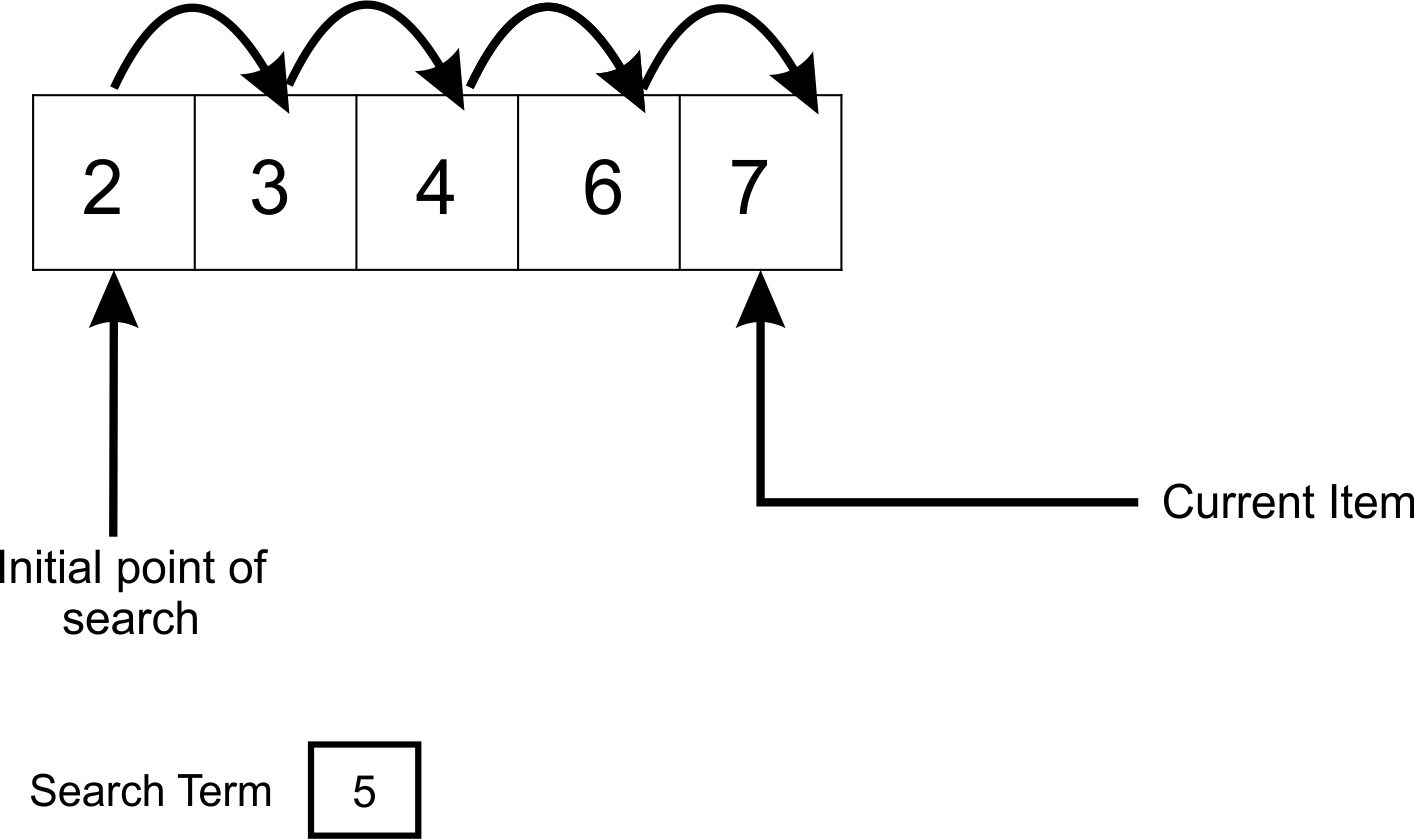 2 3 4 6 7
Current Item
Initial point of
search
Search Term 5